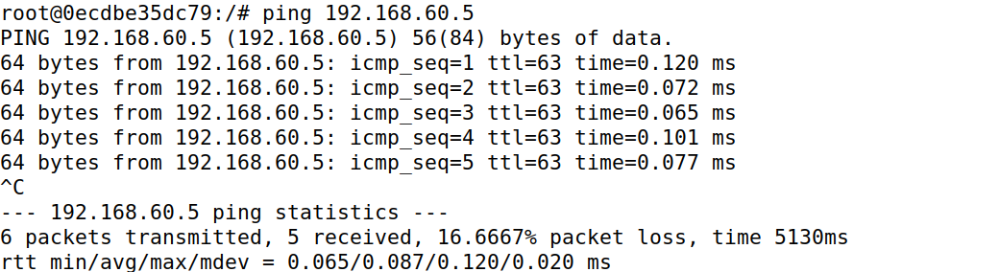 root@0ecdbe35dc79:/# ping 192.168.60.5
PING 192.168.60.5 (192.168.60.5) 56(84) bytes of data.
64 bytes from 192.168.60.5: icmp_seq=1 ttl=63 time=0.120 ms
64 bytes from 192.168.60.5: icmp_seq=2 ttl=63 time=0.072 ms
64 bytes from 192.168.60.5: icmp_seq=3 ttl=63 time=0.065 ms
64 bytes from 192.168.60.5: icmp_seq=4 ttl=63 time=0.101 ms
64 bytes from 192.168.60.5: icmp_seq=5 ttl=63 time=0.077 ms
^C
--- 192.168.60.5 ping statistics ---
6 packets transmitted, 5 received, 16.6667% packet loss, time 5130ms
rtt min/avg/max/mdev = 0.065/0.087/0.120/0.020 ms